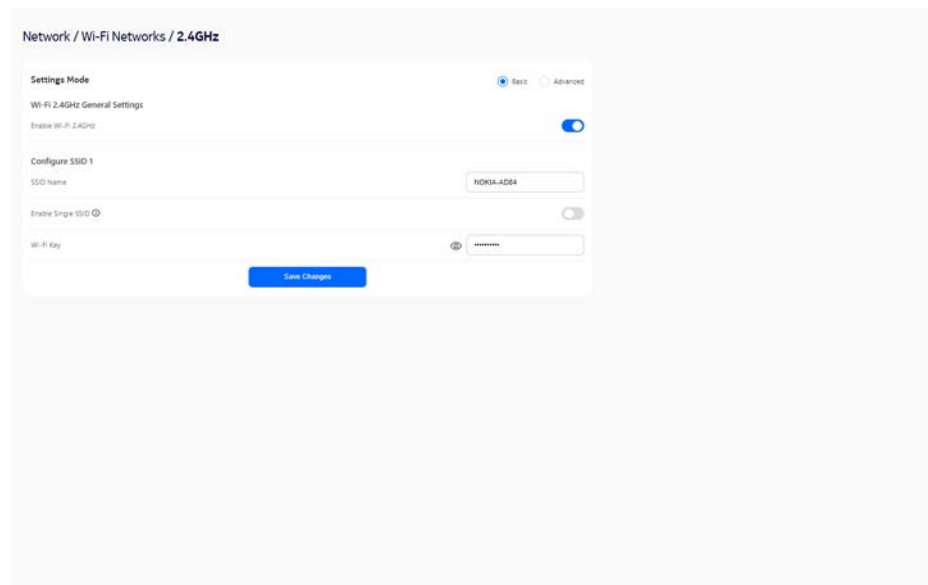 Network / Wi-Fi Networks / 2.4GHz
Settings Mode
Basic
Advanced
Wi-Fi 2.4GHz General Settings
Enable Wi-Fi 2.4GHz
Configure SSID 1
SSID Name
NOKIA-AD84
Enable Single SSID
Wi-Fi Key
••••••••••
Save Changes